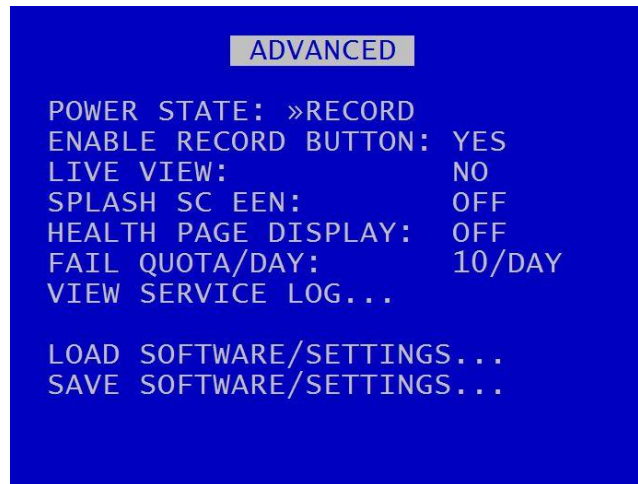 ADVANCED
POWER STATE: »RECORD
ENABLE RECORD BUTTON: YES
LIVE VIEW: NO
SPLASH SC EEN: OFF
HEALTH PAGE DISPLAY: OFF
FAIL QUOTA/DAY: 10/DAY
VIEW SERVICE LOG...
LOAD SOFTWARE/SETTINGS...
SAVE SOFTWARE/SETTINGS...